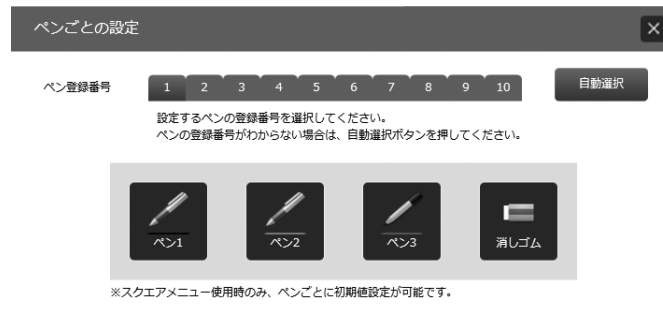 ペンごとの設定
ペン登録番号 1 2 3 4 5 6 7 8 9 10 自動選択
設定するペンの登録番号を選択してください。
ペンの登録番号がわからない場合は、自動選択ボタンを押してください。
ペン1 ペン2 ペン3 消しゴム
※スクエアメニュー使用時のみ、ペンごとに初期値設定が可能です。